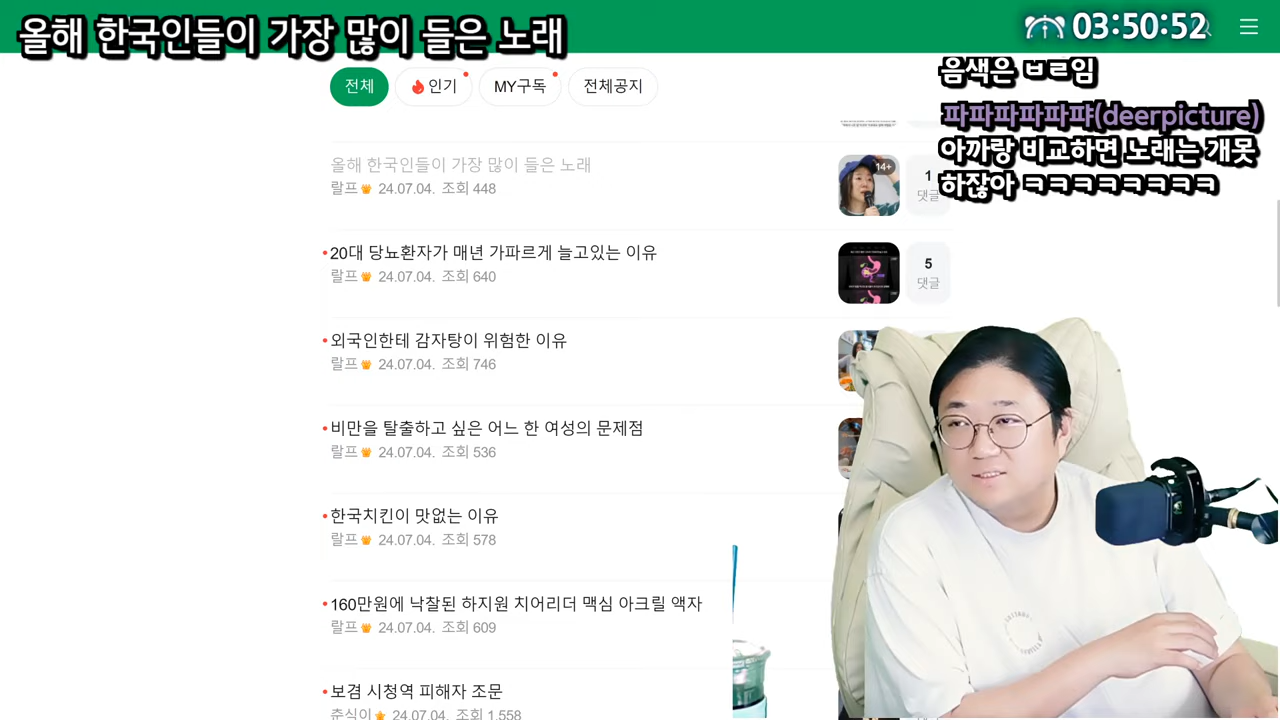 올해 한국인들이 가장 많이 들은 노래
03:50:52
전체
인기
MY구독
전체공지
음색은 ㅂㄹ임
파파파파파퍄(deerpicture)
아까랑 비교하면 노래는 개못
하잖아 ㅋㅋㅋㅋㅋㅋㅋㅋ
올해 한국인들이 가장 많이 들은 노래
랄프 24.07.04. 조회 448
14+
1
댓글
20대 당뇨환자가 매년 가파르게 늘고있는 이유
랄프 24.07.04. 조회 640
5
댓글
외국인한테 감자탕이 위험한 이유
랄프 24.07.04. 조회 746
비만을 탈출하고 싶은 어느 한 여성의 문제점
랄프 24.07.04. 조회 536
한국치킨이 맛없는 이유
랄프 24.07.04. 조회 578
160만원에 낙찰된 하지원 치어리더 맥심 아크릴 액자
랄프 24.07.04. 조회 609
보겸 시청역 피해자 조문
춘식이 24.07.04. 조회 1,558